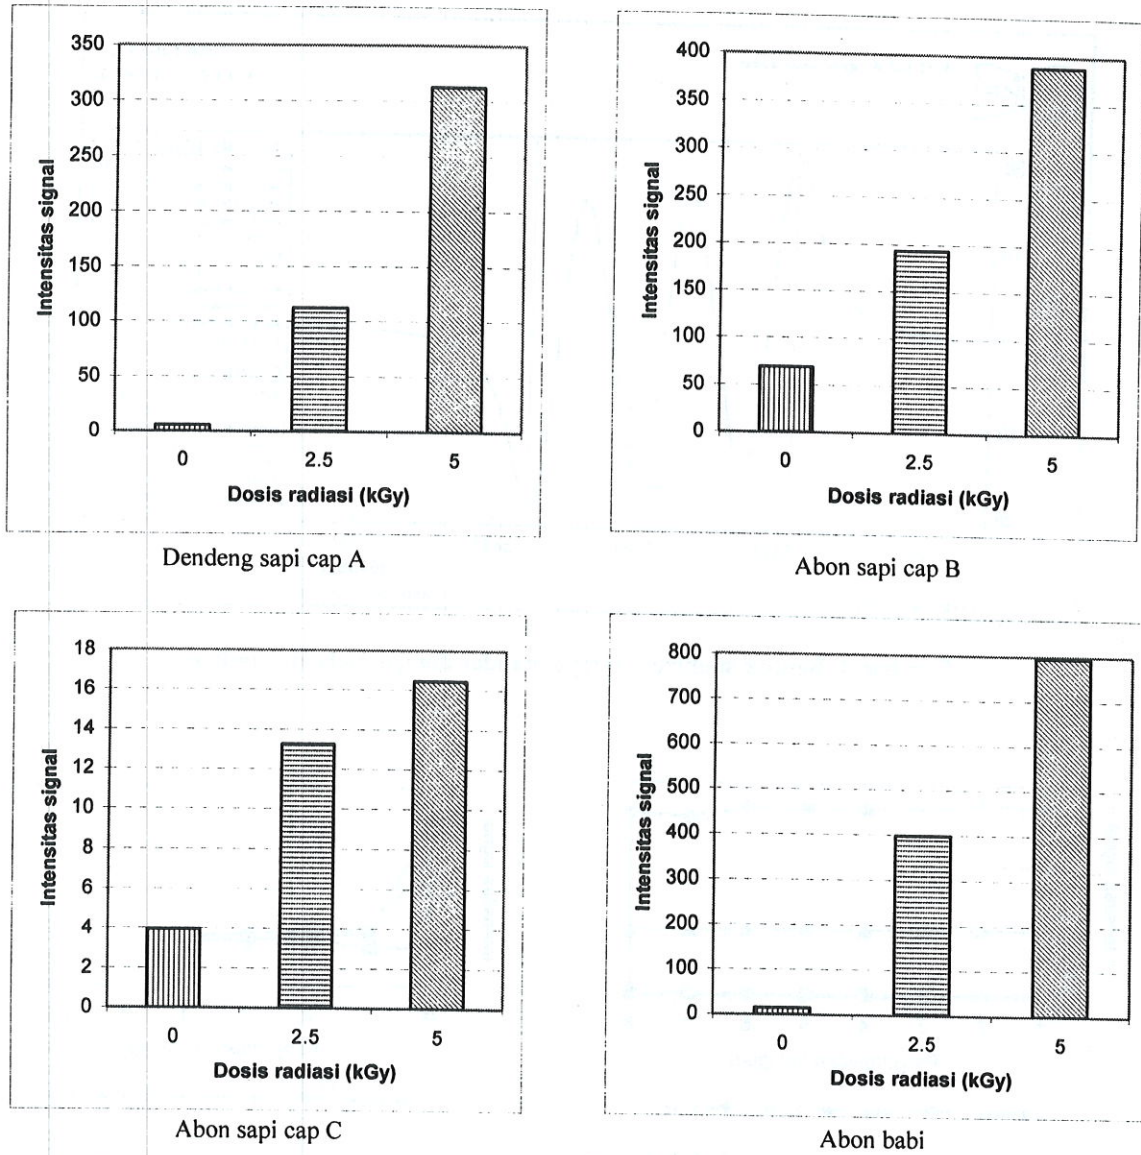 350
300
250
200
150
100
50
0
Intensitas signal
0 2.5 5
Dosis radiasi (kGy)
Dendeng sapi cap A
400
350
300
250
200
150
100
50
0
Intensitas signal
0 2.5 5
Dosis radiasi (kGy)
Abon sapi cap B
18
16
14
12
10
8
6
4
2
0
Intensitas signal
0 2.5 5
Dosis radiasi (kGy)
Abon sapi cap C
800
700
600
500
400
300
200
100
0
Intensitas signal
0 2.5 5
Dosis radiasi (kGy)
Abon babi